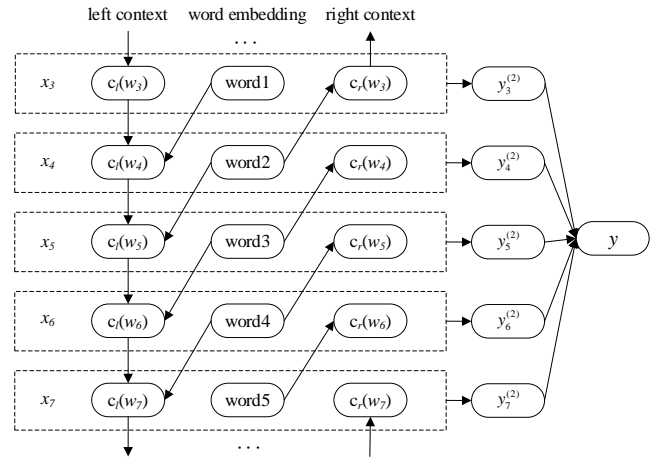 left context word embedding right context
. . .
x₃ cₗ(w₃) word1 cᵣ(w₃) y₃⁽²⁾
x₄ cₗ(w₄) word2 cᵣ(w₄) y₄⁽²⁾
x₅ cₗ(w₅) word3 cᵣ(w₅) y₅⁽²⁾ y
x₆ cₗ(w₆) word4 cᵣ(w₆) y₆⁽²⁾
x₇ cₗ(w₇) word5 cᵣ(w₇) y₇⁽²⁾
. . .